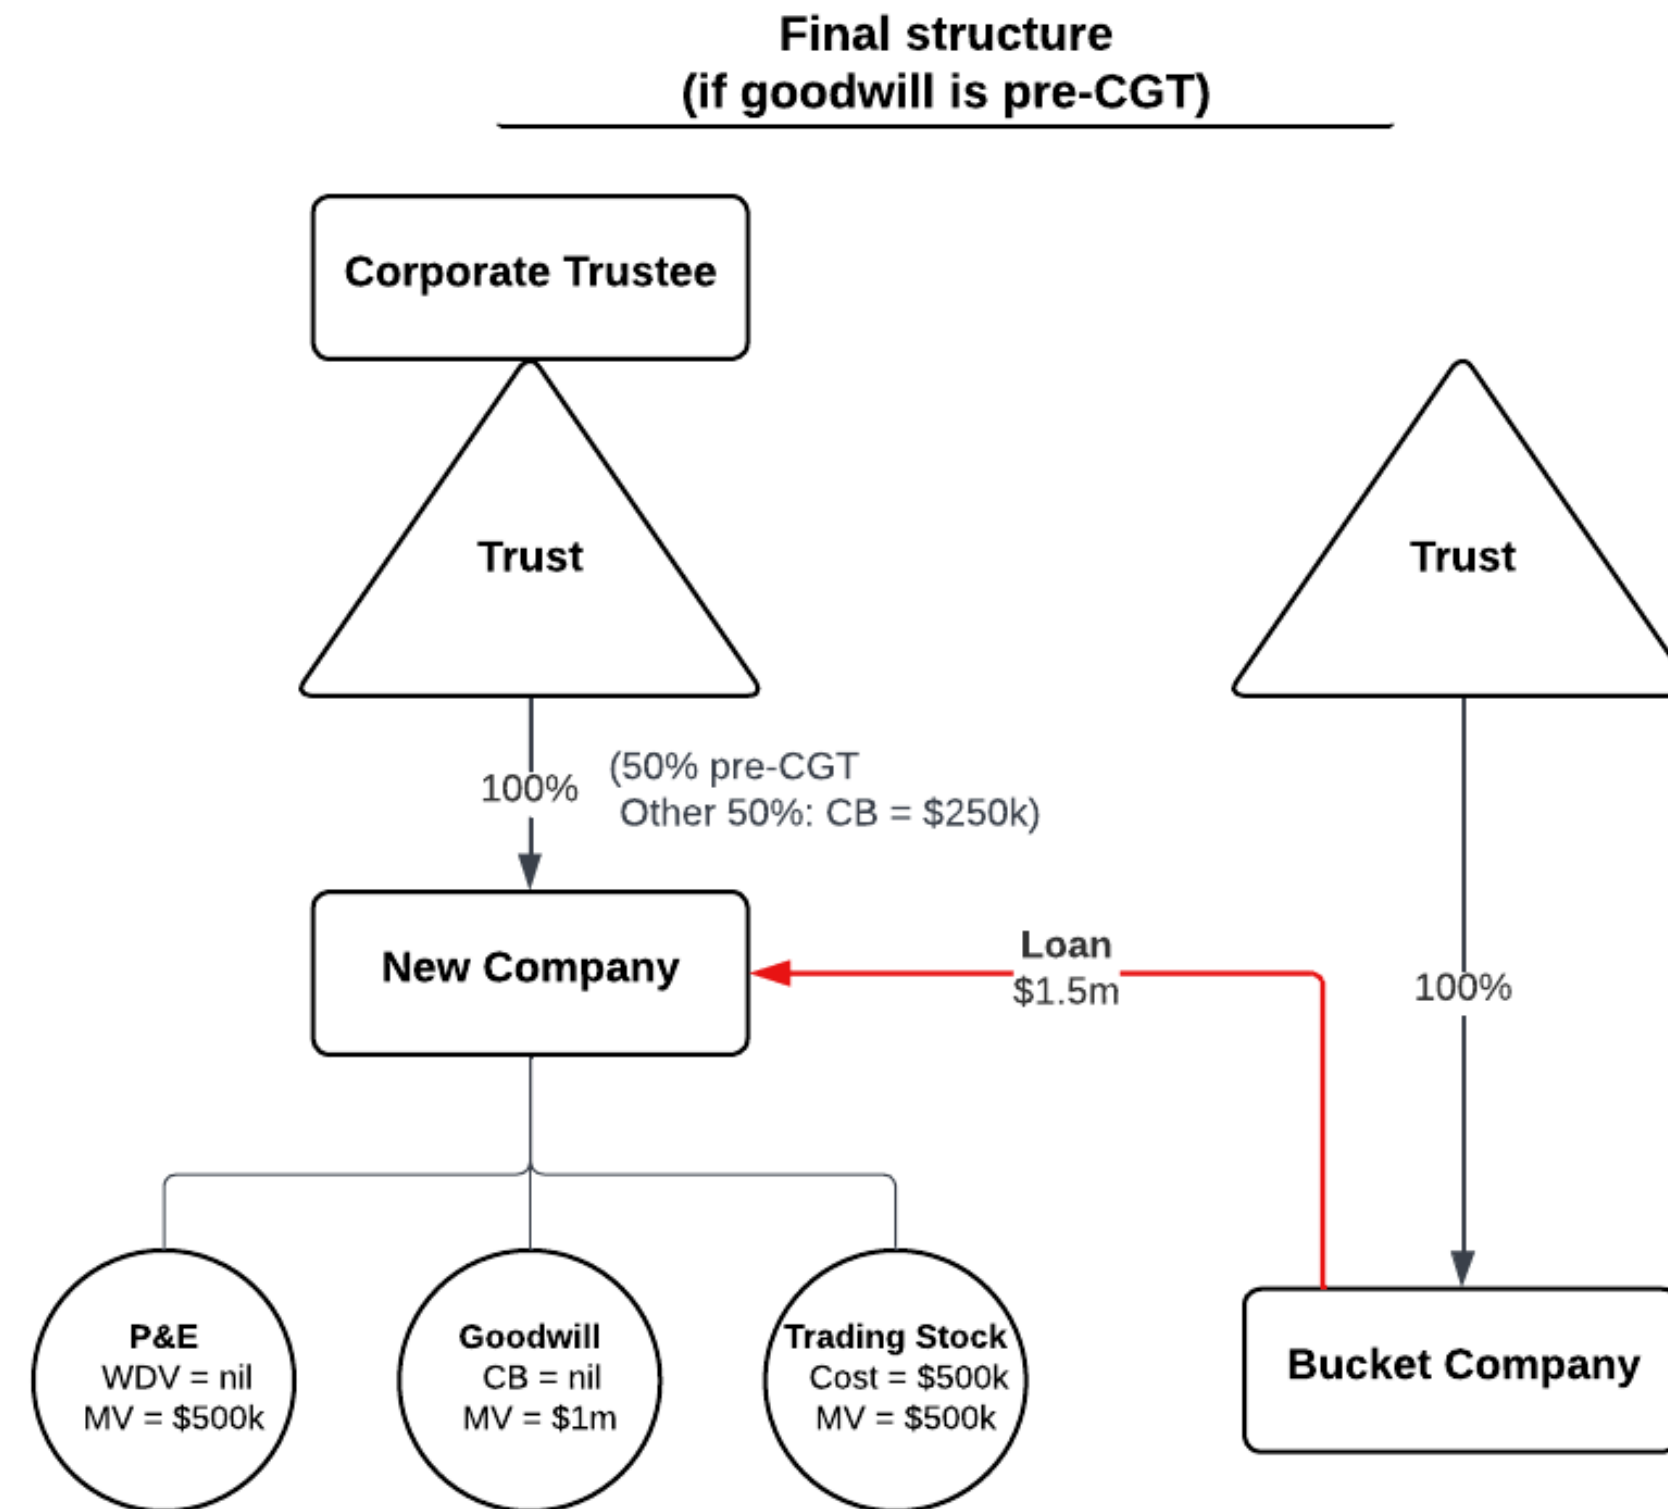 Final structure
(if goodwill is pre-CGT)
Corporate Trustee
Trust
Trust
100%
(50% pre-CGT
Other 50%: CB = $250k)
New Company
Loan
$1.5m
100%
P&E
WDV = nil
MV = $500k
Goodwill
CB = nil
MV = $1m
Trading Stock
Cost = $500k
MV = $500k
Bucket Company